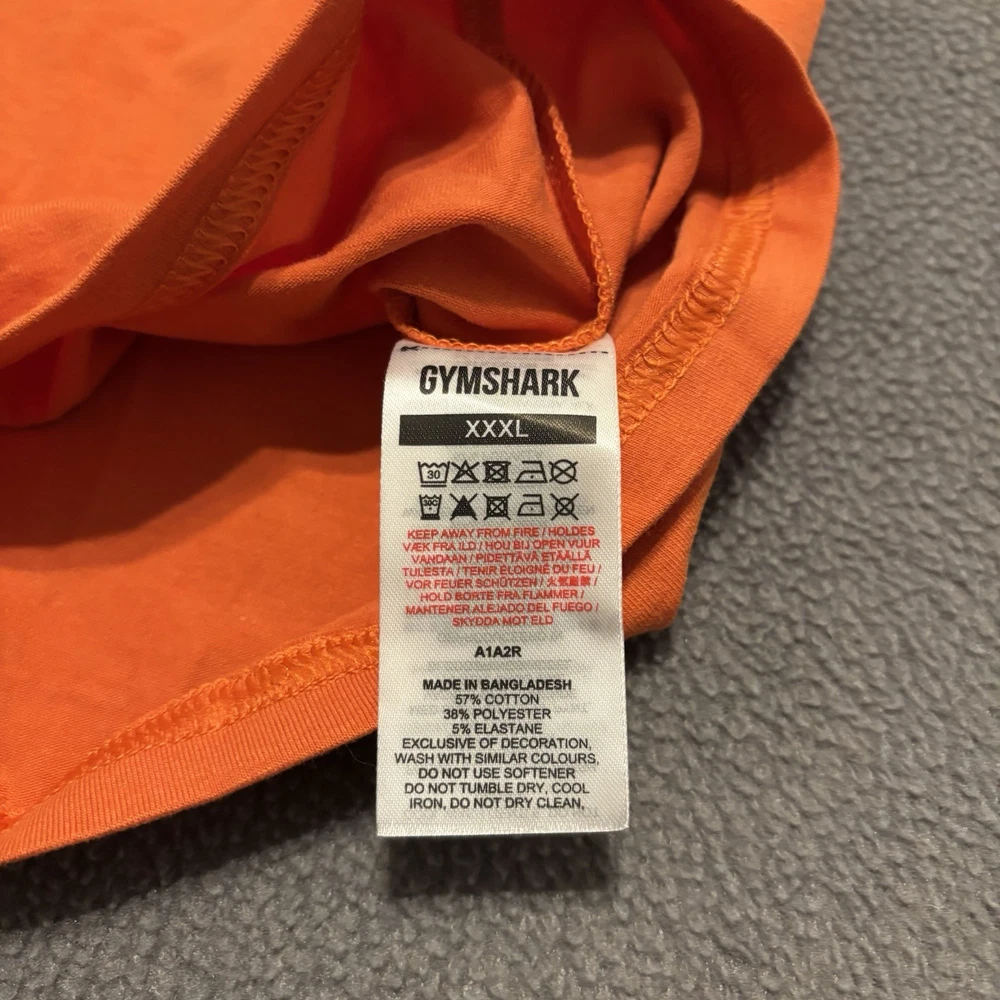 GYMSHARK
XXXL
30
30C
KEEP AWAY FROM FIRE / HOLDES
VÆK FRA ILD / HOU BIJ OPEN VUUR
VANDAAN / PIDETTÄVÄ ETÄÄLLÄ
TULESTA / TENIR ÉLOIGNÉ DU FEU /
VOR FEUER SCHÜTZEN / 火気厳禁 /
HOLD BORTE FRA FLAMMER /
MANTENER ALEJADO DEL FUEGO /
SKYDDA MOT ELD
A1A2R
MADE IN BANGLADESH
57% COTTON
38% POLYESTER
5% ELASTANE
EXCLUSIVE OF DECORATION,
WASH WITH SIMILAR COLOURS,
DO NOT USE SOFTENER
DO NOT TUMBLE DRY, COOL
IRON, DO NOT DRY CLEAN,